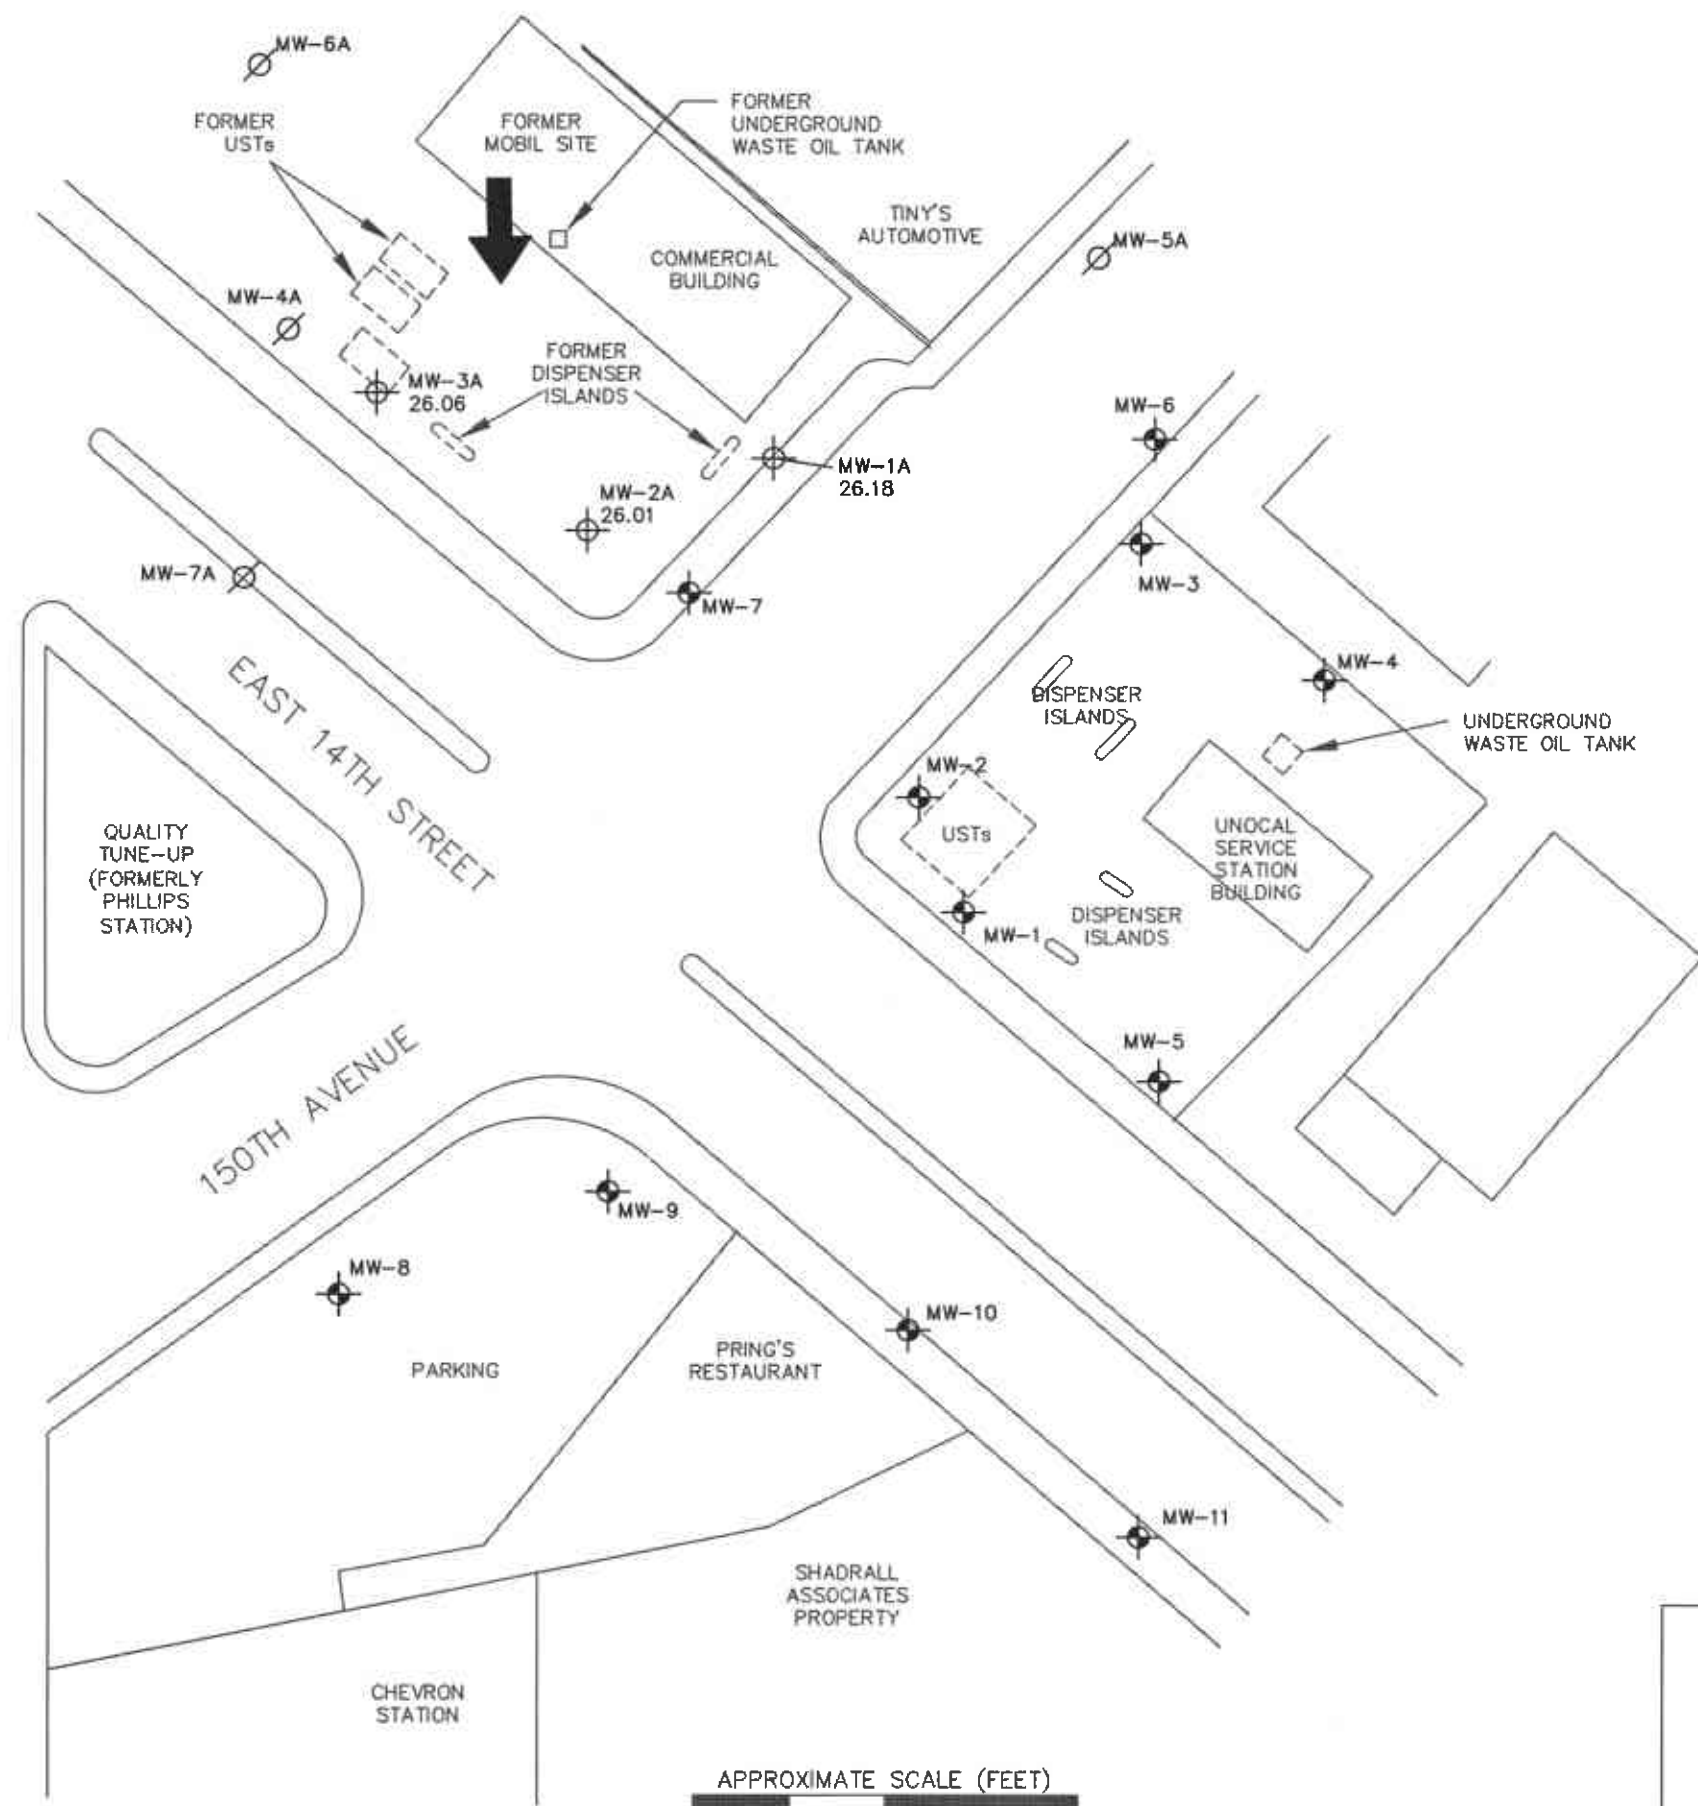 MW-6A
FORMER
USTs
FORMER
MOBIL SITE
FORMER
UNDERGROUND
WASTE OIL TANK
TINY'S
AUTOMOTIVE
MW-5A
COMMERCIAL
BUILDING
MW-4A
FORMER
DISPENSER
ISLANDS
MW-3A
26.06
MW-1A
26.18
MW-2A
26.01
MW-6
MW-7A
MW-7
MW-3
EAST 14TH STREET
MW-4
DISPENSER
ISLANDS
UNDERGROUND
WASTE OIL TANK
MW-2
USTs
UNOCAL
SERVICE
STATION
BUILDING
QUALITY
TUNE-UP
(FORMERLY
PHILLIPS
STATION)
MW-1
DISPENSER
ISLANDS
MW-5
150TH AVENUE
MW-9
MW-8
MW-10
PARKING
PRING'S
RESTAURANT
MW-11
SHADRALL
ASSOCIATES
PROPERTY
CHEVRON
STATION
APPROXIMATE SCALE (FEET)